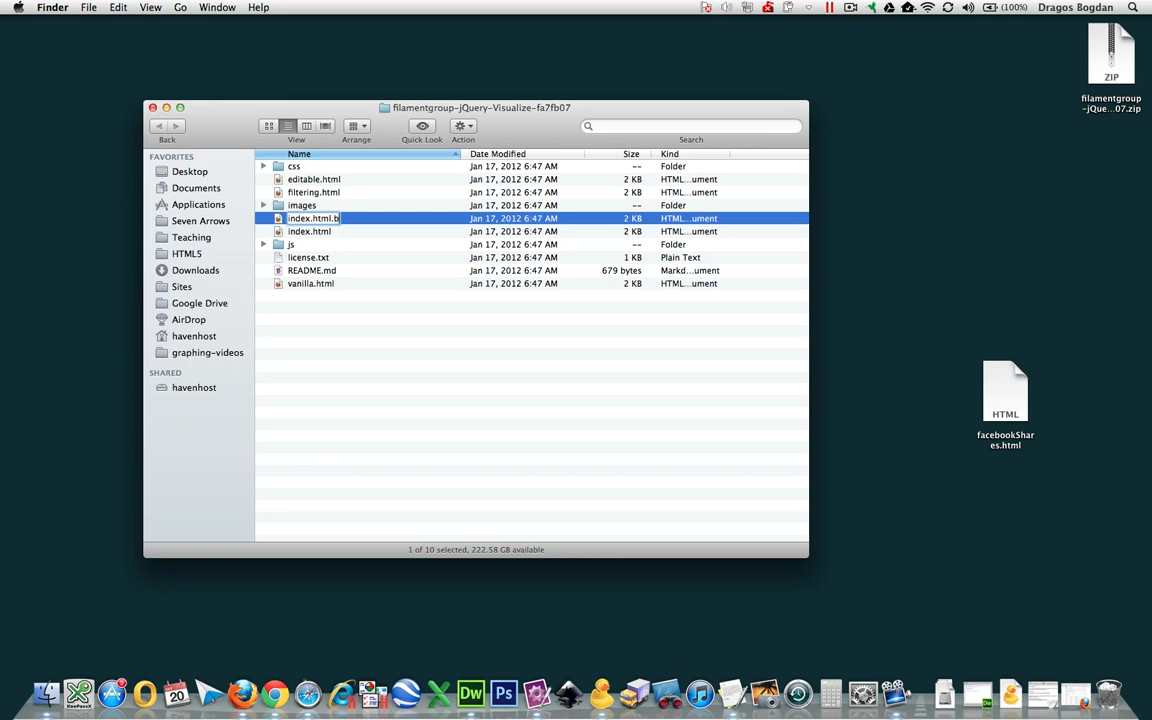 Finder File Edit View Go Window Help (100%) Dragos Bogdan
ZIP
filamentgroup
-jQue...07.zip
filamentgroup-jQuery-Visualize-fa7fb07
Back View Arrange Quick Look Action Search
FAVORITES
Desktop
Documents
Applications
Seven Arrows
Teaching
HTML5
Downloads
Sites
Google Drive
AirDrop
havenhost
graphing-videos
SHARED
havenhost
Name Date Modified Size Kind
css Jan 17, 2012 6:47 AM -- Folder
editable.html Jan 17, 2012 6:47 AM 2 KB HTML...ument
filtering.html Jan 17, 2012 6:47 AM 2 KB HTML...ument
images Jan 17, 2012 6:47 AM -- Folder
index.html.b Jan 17, 2012 6:47 AM 2 KB HTML...ument
index.html Jan 17, 2012 6:47 AM 2 KB HTML...ument
js Jan 17, 2012 6:47 AM -- Folder
license.txt Jan 17, 2012 6:47 AM 1 KB Plain Text
README.md Jan 17, 2012 6:47 AM 679 bytes Markd...ument
vanilla.html Jan 17, 2012 6:47 AM 2 KB HTML...ument
1 of 10 selected, 222.58 GB available
HTML
facebookShar
es.html
KeePassX
20
Dw
Ps